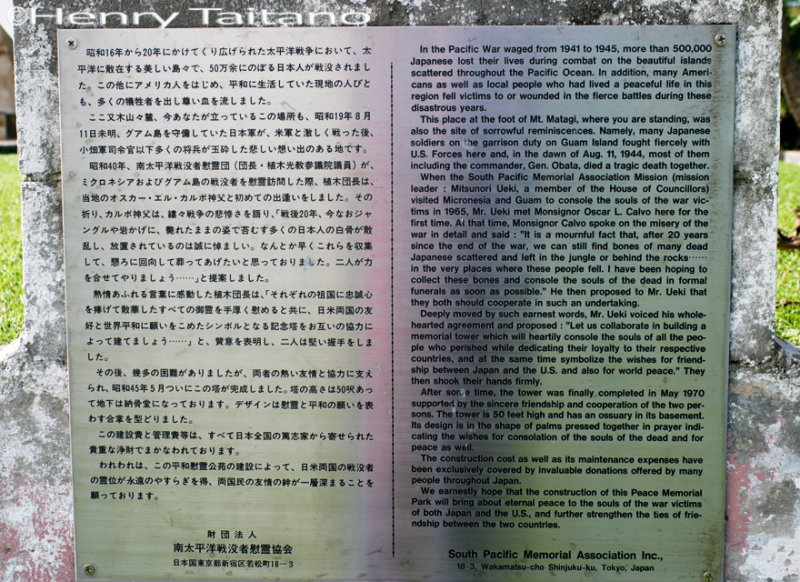 ©Henry Taitano
昭和16年から20年にかけてくり広げられた太平洋戦争において、太
平洋に散在する美しい島々で、50万余にのぼる日本人が戦没されまし
た。この他にアメリカ人をはじめ、平和に生活していた現地の人びと
も、多くの犠牲者を出し尊い血を流しました。
ここ又木山々麓、今あなたが立っているこの場所も、昭和19年8月
11日未明、グアム島を守備していた日本軍が、米軍と激しく戦った後、
小畑軍司令官以下多くの将兵が玉砕した悲しい想い出のある地です。
昭和40年、南太平洋戦没者慰霊団（団長・植木光教参議院議員）が、
ミクロネシアおよびグアム島の戦没者を慰霊訪問した際、植木団長は、
当地のオスカー・エル・カルボ神父と初めての出逢いをしました。その
折り、カルボ神父は、縷々戦争の悲惨さを語り、「戦後20年、今なおジャ
ングルや岩かげに、斃れたままの姿で苔むす多くの日本人の白骨が散
乱し、放置されているのは誠に悼ましい。なんとか早くこれらを収集
して、懇ろに回向して葬ってあげたいと思っております。二人が力
を合せてやりましょう……」と提案しました。
熱情あふれる言葉に感動した植木団長は、「それぞれの祖国に忠誠心
を捧げて散華したすべての御霊を手厚く慰めると共に、日米両国の友
好と世界平和に願いをこめたシンボルとなる記念塔をお互いの協力に
よって建てましょう……」と、賛意を表明し、二人は堅い握手をしま
した。
その後、幾多の困難がありましたが、両者の熱い友情と協力に支え
られ、昭和45年5月ついにこの塔が完成しました。塔の高さは50呎あっ
て地下は納骨堂になっております。デザインは慰霊と平和の願いを表
わす合掌を型どりました。
この建設費と管理費等は、すべて日本全国の篤志家から寄せられた
貴重な浄財でまかなわれております。
われわれは、この平和慰霊公苑の建設によって、日米両国の戦没者
の霊位が永遠のやすらぎを得、両国民の友情の絆が一層深まることを
願っております。
財団法人
南太平洋戦没者慰霊協会
日本国東京都新宿区若松町18－3
In the Pacific War waged from 1941 to 1945, more than 500,000
Japanese lost their lives during combat on the beautiful islands
scattered throughout the Pacific Ocean. In addition, many Ameri-
cans as well as local people who had lived a peaceful life in this
region fell victims to or wounded in the fierce battles during these
disastrous years.
This place at the foot of Mt. Matagi, where you are standing, was
also the site of sorrowful reminiscences. Namely, many Japanese
soldiers on the garrison duty on Guam Island fought fiercely with
U.S. Forces here and, in the dawn of Aug. 11, 1944, most of them
including the commander, Gen. Obata, died a tragic death together.
When the South Pacific Memorial Association Mission (mission
leader : Mitsunori Ueki, a member of the House of Councillors)
visited Micronesia and Guam to console the souls of the war vic-
tims in 1965, Mr. Ueki met Monsignor Oscar L. Calvo here for the
first time. At that time, Monsignor Calvo spoke on the misery of the
war in detail and said : "It is a mournful fact that, after 20 years
since the end of the war, we can still find bones of many dead
Japanese scattered and left in the jungle or behind the rocks……
in the very places where these people fell. I have been hoping to
collect these bones and console the souls of the dead in formal
funerals as soon as possible." He then proposed to Mr. Ueki that
they both should cooperate in such an undertaking.
Deeply moved by such earnest words, Mr. Ueki voiced his whole-
hearted agreement and proposed : "Let us collaborate in building a
memorial tower which will heartily console the souls of all the peo-
ple who perished while dedicating their loyalty to their respective
countries, and at the same time symbolize the wishes for friend-
ship between Japan and the U.S. and also for world peace." They
then shook their hands firmly.
After some time, the tower was finally completed in May 1970
supported by the sincere friendship and cooperation of the two per-
sons. The tower is 50 feet high and has an ossuary in its basement.
Its design is in the shape of palms pressed together in prayer indi-
cating the wishes for consolation of the souls of the dead and for
peace as well.
The construction cost as well as its maintenance expenses have
been exclusively covered by invaluable donations offered by many
people throughout Japan.
We earnestly hope that the construction of this Peace Memorial
Park will bring about eternal peace to the souls of the war victims
of both Japan and the U.S., and further strengthen the ties of frie-
ndship between the two countries.
South Pacific Memorial Association Inc.,
18-3, Wakamatsu-cho Shinjuku-ku, Tokyo, Japan